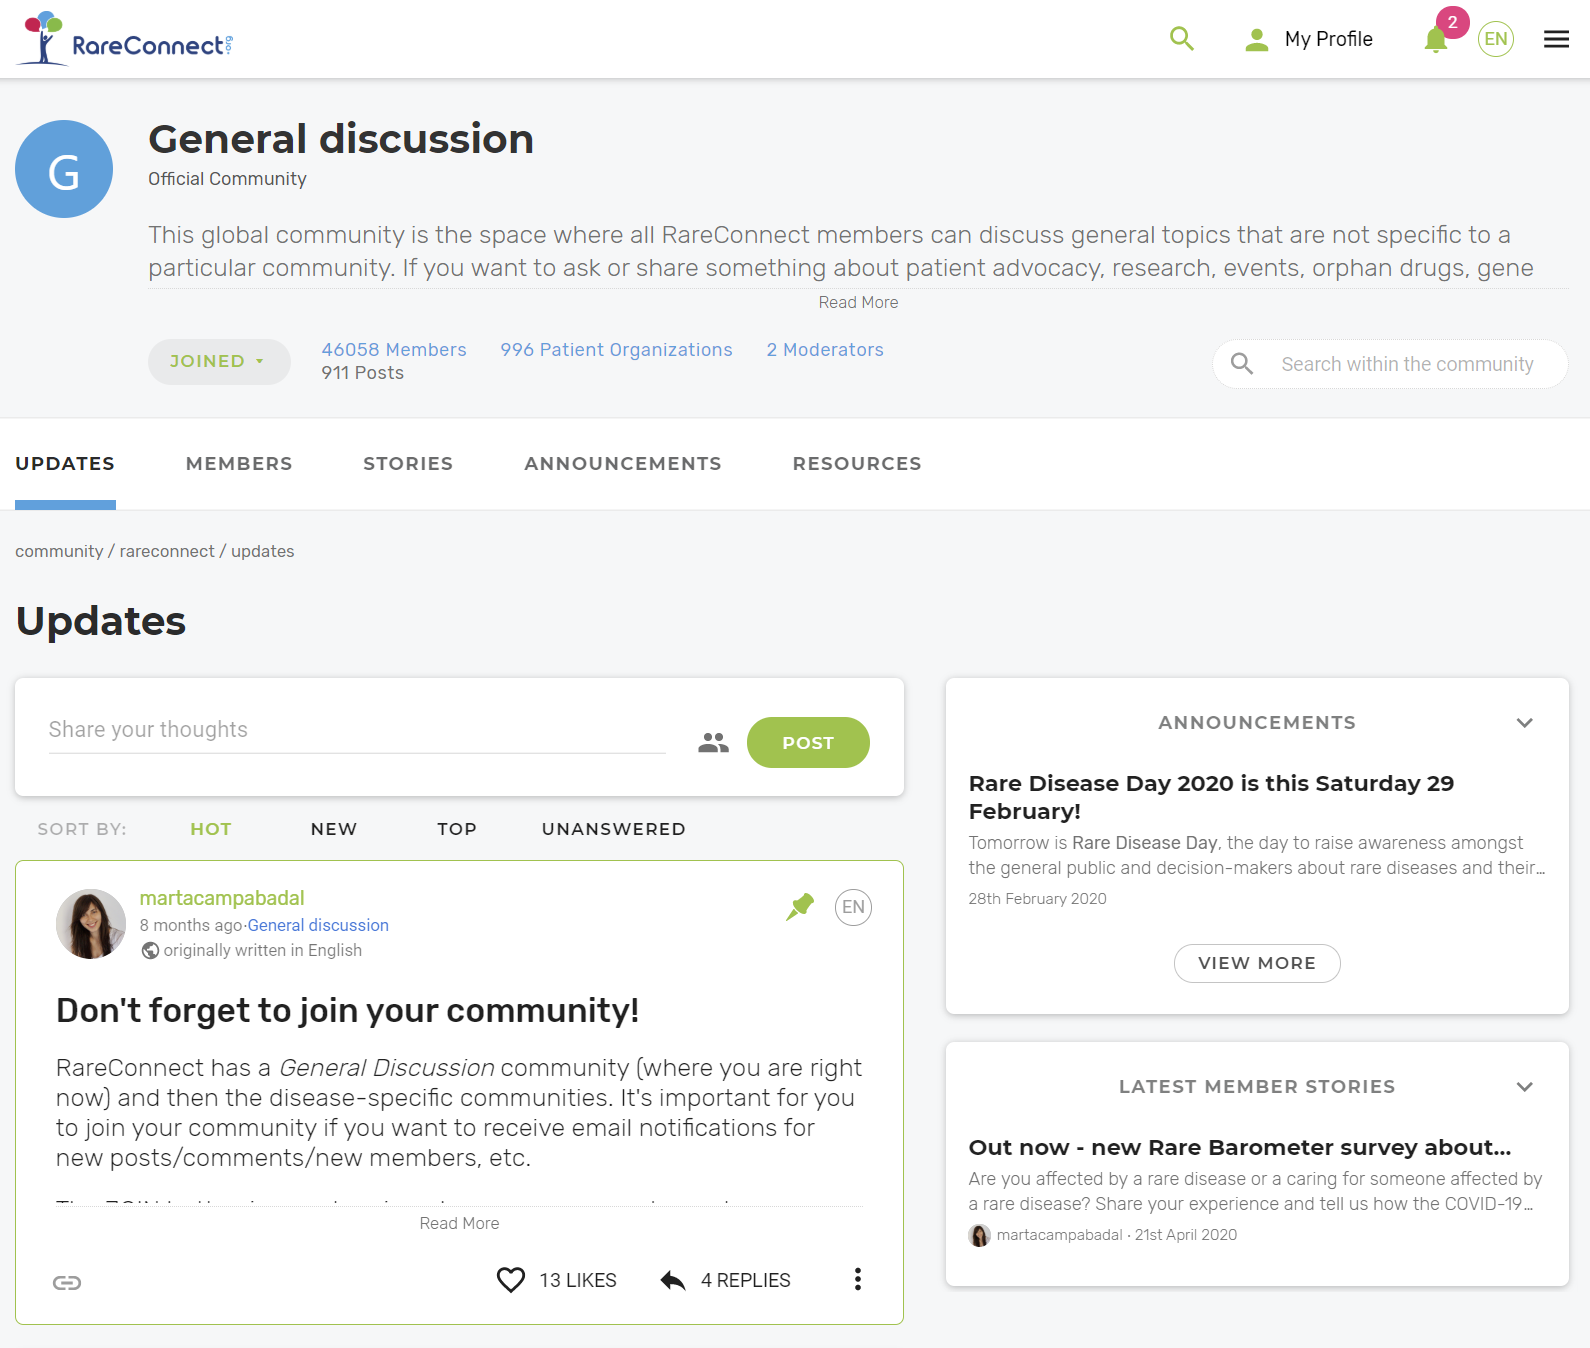 RareConnect.org
My Profile
2
EN
G
General discussion
Official Community
This global community is the space where all RareConnect members can discuss general topics that are not specific to a
particular community. If you want to ask or share something about patient advocacy, research, events, orphan drugs, gene
Read More
JOINED
46058 Members 996 Patient Organizations 2 Moderators
911 Posts
Search within the community
UPDATES MEMBERS STORIES ANNOUNCEMENTS RESOURCES
community / rareconnect / updates
Updates
Share your thoughts
POST
SORT BY: HOT NEW TOP UNANSWERED
martacampabadal
8 months ago·General discussion
originally written in English
EN
Don't forget to join your community!
RareConnect has a General Discussion community (where you are right
now) and then the disease-specific communities. It's important for you
to join your community if you want to receive email notifications for
new posts/comments/new members, etc.
Read More
13 LIKES
4 REPLIES
ANNOUNCEMENTS
Rare Disease Day 2020 is this Saturday 29
February!
Tomorrow is Rare Disease Day, the day to raise awareness amongst
the general public and decision-makers about rare diseases and their...
28th February 2020
VIEW MORE
LATEST MEMBER STORIES
Out now - new Rare Barometer survey about...
Are you affected by a rare disease or a caring for someone affected by
a rare disease? Share your experience and tell us how the COVID-19...
martacampabadal · 21st April 2020